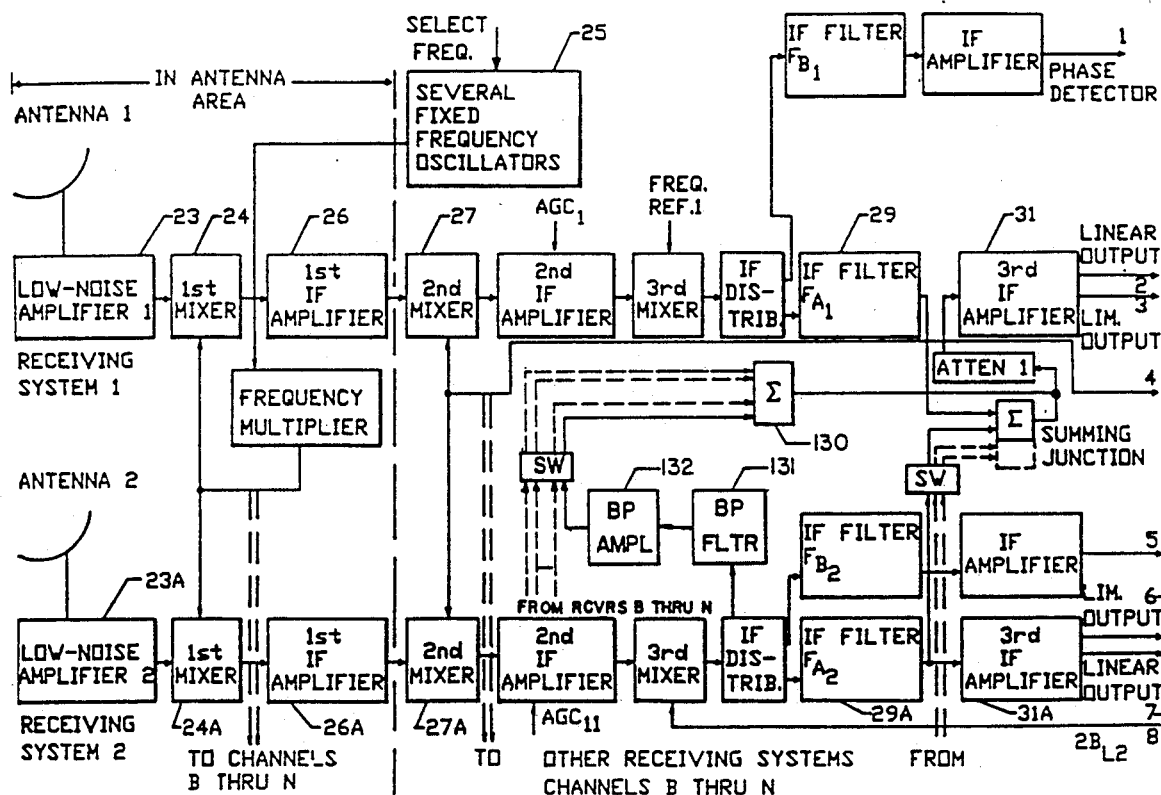 SELECT
FREQ.
25
IN ANTENNA
AREA
SEVERAL
FIXED
FREQUENCY
OSCILLATORS
IF FILTER
FB1
IF
AMPLIFIER
1
PHASE
DETECTOR
ANTENNA 1
23
24
26
27
AGC1
FREQ.
REF.1
29
31
LOW-NOISE
AMPLIFIER 1
1st
MIXER
1st
IF
AMPLIFIER
2nd
MIXER
2nd
IF
AMPLIFIER
3rd
MIXER
IF
DIS-
TRIB.
IF FILTER
FA1
3rd
IF
AMPLIFIER
LINEAR
OUTPUT
2
3
LIM.
OUTPUT
RECEIVING
SYSTEM 1
FREQUENCY
MULTIPLIER
Σ
130
ATTEN 1
4
Σ
SUMMING
JUNCTION
SW
SW
ANTENNA 2
132
131
BP
AMPL
BP
FLTR
IF FILTER
FB2
IF
AMPLIFIER
5
FROM RCVRS B THRU N
23A
LOW-NOISE
AMPLIFIER 2
1st
MIXER
1st
IF
AMPLIFIER
2nd
MIXER
2nd
IF
AMPLIFIER
3rd
MIXER
IF
DIS-
TRIB.
IF FILTER
FA2
3rd
IF
AMPLIFIER
LIM.
OUTPUT
6
LINEAR
OUTPUT
7
RECEIVING
SYSTEM 2
24A
26A
27A
AGC11
29A
31A
2BL2
8
TO CHANNELS
B THRU N
TO
OTHER RECEIVING SYSTEMS
CHANNELS B THRU N
FROM